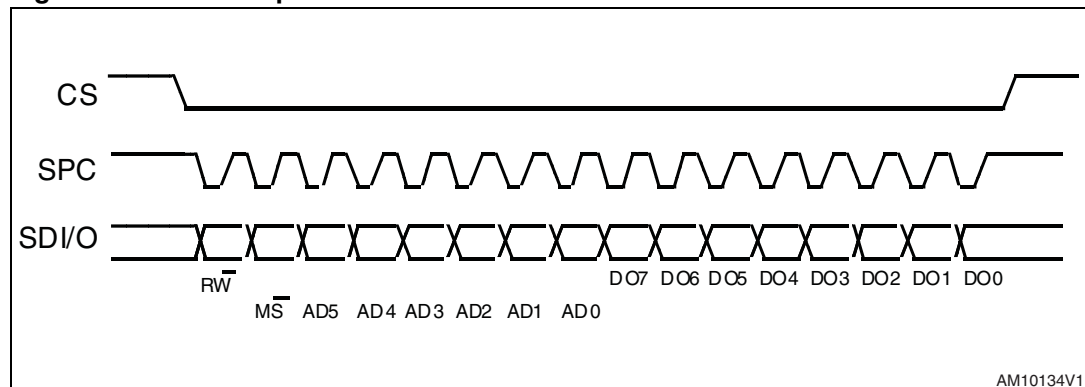 CS
SPC
SDI/O
RW DO7 DO6 DO5 DO4 DO3 DO2 DO1 DO0
MS AD5 AD4 AD3 AD2 AD1 AD0
AM10134V1